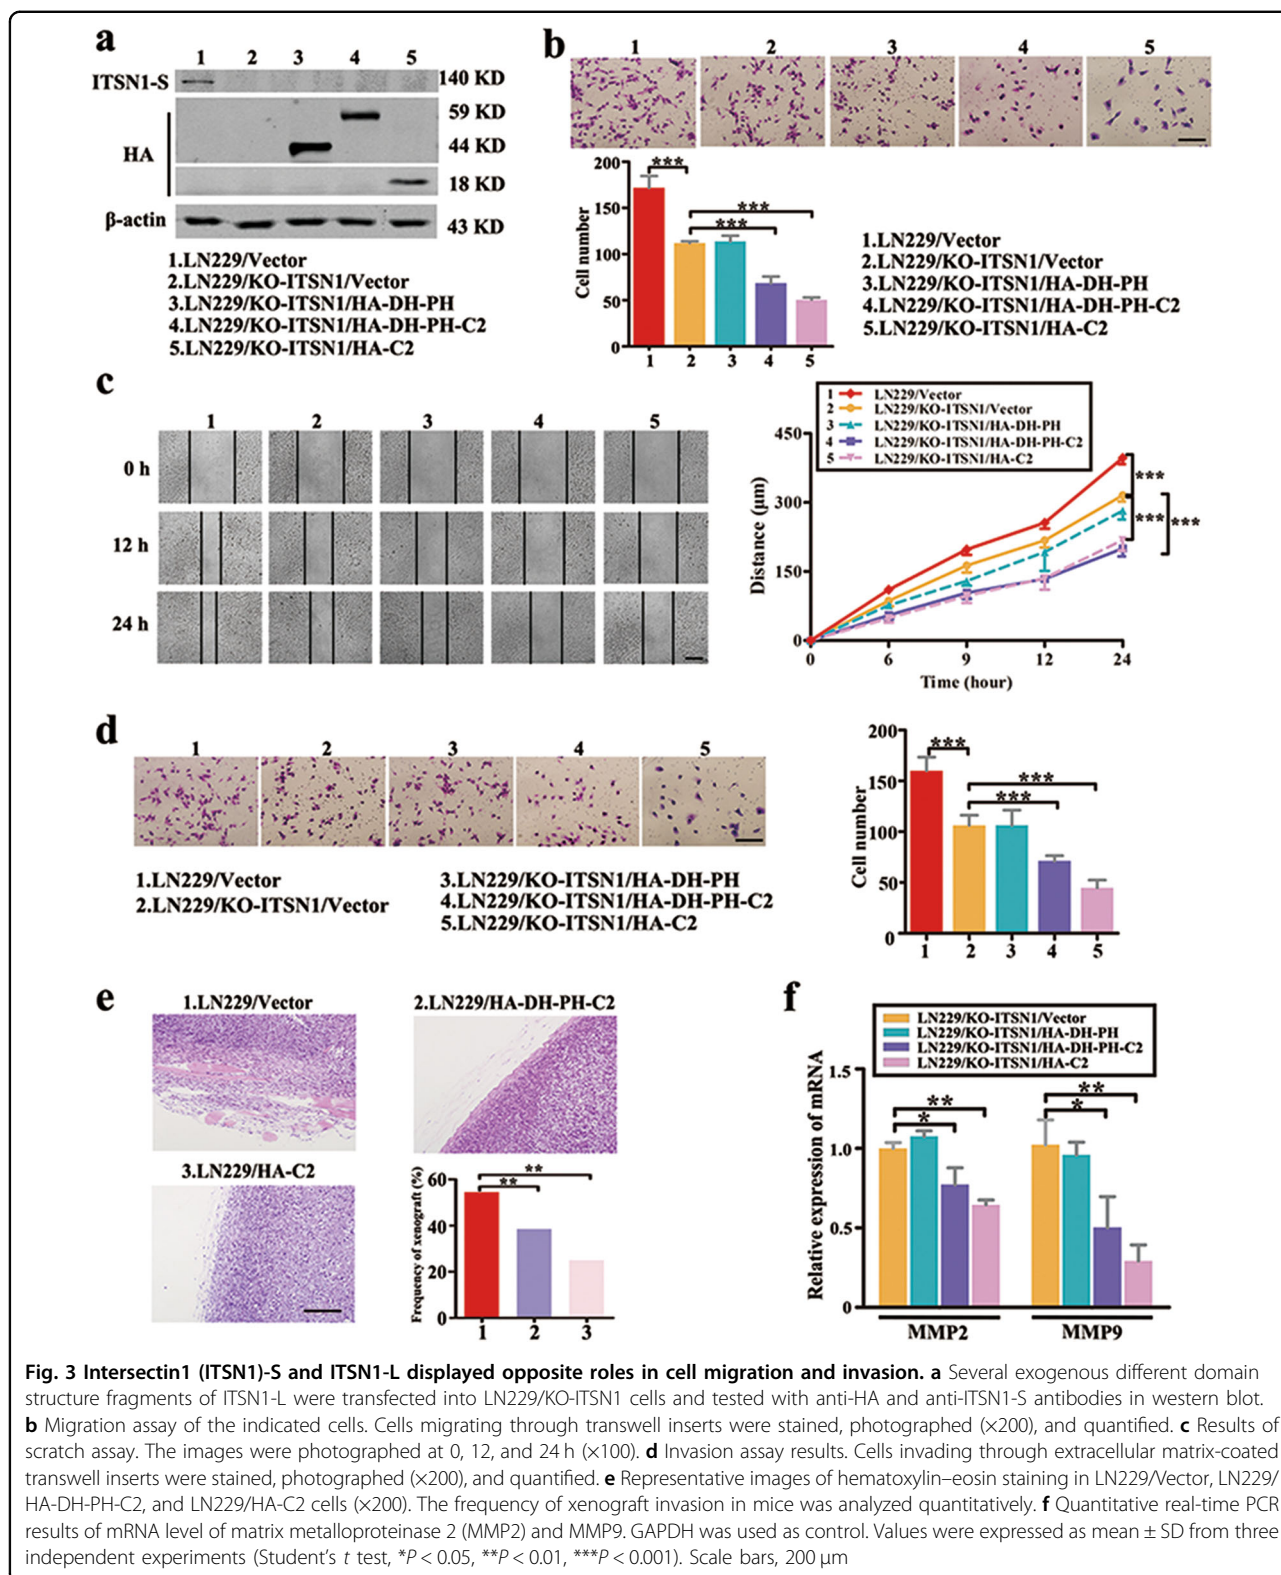 a
1 2 3 4 5
ITSN1-S
140 KD
59 KD
HA
44 KD
18 KD
β-actin
43 KD
1.LN229/Vector
2.LN229/KO-ITSN1/Vector
3.LN229/KO-ITSN1/HA-DH-PH
4.LN229/KO-ITSN1/HA-DH-PH-C2
5.LN229/KO-ITSN1/HA-C2
b
1 2 3 4 5
Cell number
200
150
100
50
0
***
***
***
1 2 3 4 5
1.LN229/Vector
2.LN229/KO-ITSN1/Vector
3.LN229/KO-ITSN1/HA-DH-PH
4.LN229/KO-ITSN1/HA-DH-PH-C2
5.LN229/KO-ITSN1/HA-C2
c
1 2 3 4 5
0 h
12 h
24 h
1 LN229/Vector
2 LN229/KO-ITSN1/Vector
3 LN229/KO-ITSN1/HA-DH-PH
4 LN229/KO-ITSN1/HA-DH-PH-C2
5 LN229/KO-ITSN1/HA-C2
Distance (μm)
450
300
150
0
***
***
***
0 6 9 12 24
Time (hour)
d
1 2 3 4 5
1.LN229/Vector
2.LN229/KO-ITSN1/Vector
3.LN229/KO-ITSN1/HA-DH-PH
4.LN229/KO-ITSN1/HA-DH-PH-C2
5.LN229/KO-ITSN1/HA-C2
Cell number
200
150
100
50
0
***
***
***
1 2 3 4 5
e
1.LN229/Vector
2.LN229/HA-DH-PH-C2
3.LN229/HA-C2
Frequency of xenograft (%)
60
40
20
0
**
**
1 2 3
f
LN229/KO-ITSN1/Vector
LN229/KO-ITSN1/HA-DH-PH
LN229/KO-ITSN1/HA-DH-PH-C2
LN229/KO-ITSN1/HA-C2
Relative expression of mRNA
1.5
1.0
0.5
0
**
*
**
*
MMP2 MMP9
Fig. 3 Intersectin1 (ITSN1)-S and ITSN1-L displayed opposite roles in cell migration and invasion. a Several exogenous different domain
structure fragments of ITSN1-L were transfected into LN229/KO-ITSN1 cells and tested with anti-HA and anti-ITSN1-S antibodies in western blot.
b Migration assay of the indicated cells. Cells migrating through transwell inserts were stained, photographed (×200), and quantified. c Results of
scratch assay. The images were photographed at 0, 12, and 24 h (×100). d Invasion assay results. Cells invading through extracellular matrix-coated
transwell inserts were stained, photographed (×200), and quantified. e Representative images of hematoxylin–eosin staining in LN229/Vector, LN229/
HA-DH-PH-C2, and LN229/HA-C2 cells (×200). The frequency of xenograft invasion in mice was analyzed quantitatively. f Quantitative real-time PCR
results of mRNA level of matrix metalloproteinase 2 (MMP2) and MMP9. GAPDH was used as control. Values were expressed as mean ± SD from three
independent experiments (Student's t test, *P < 0.05, **P < 0.01, ***P < 0.001). Scale bars, 200 μm